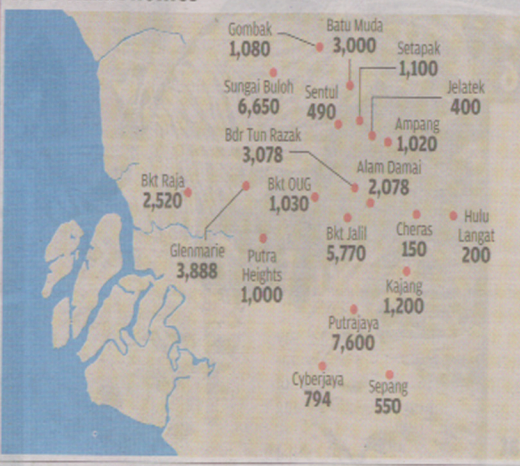 Gombak
1,080
Batu Muda
3,000
Setapak
1,100
Sungai Buloh
6,650
Sentul
490
Jelatek
400
Ampang
1,020
Bdr Tun Razak
3,078
Alam Damai
2,078
Bkt Raja
2,520
Bkt OUG
1,030
Glenmarie
3,888
Putra
Heights
1,000
Bkt Jalil
5,770
Cheras
150
Hulu
Langat
200
Kajang
1,200
Putrajaya
7,600
Cyberjaya
794
Sepang
550